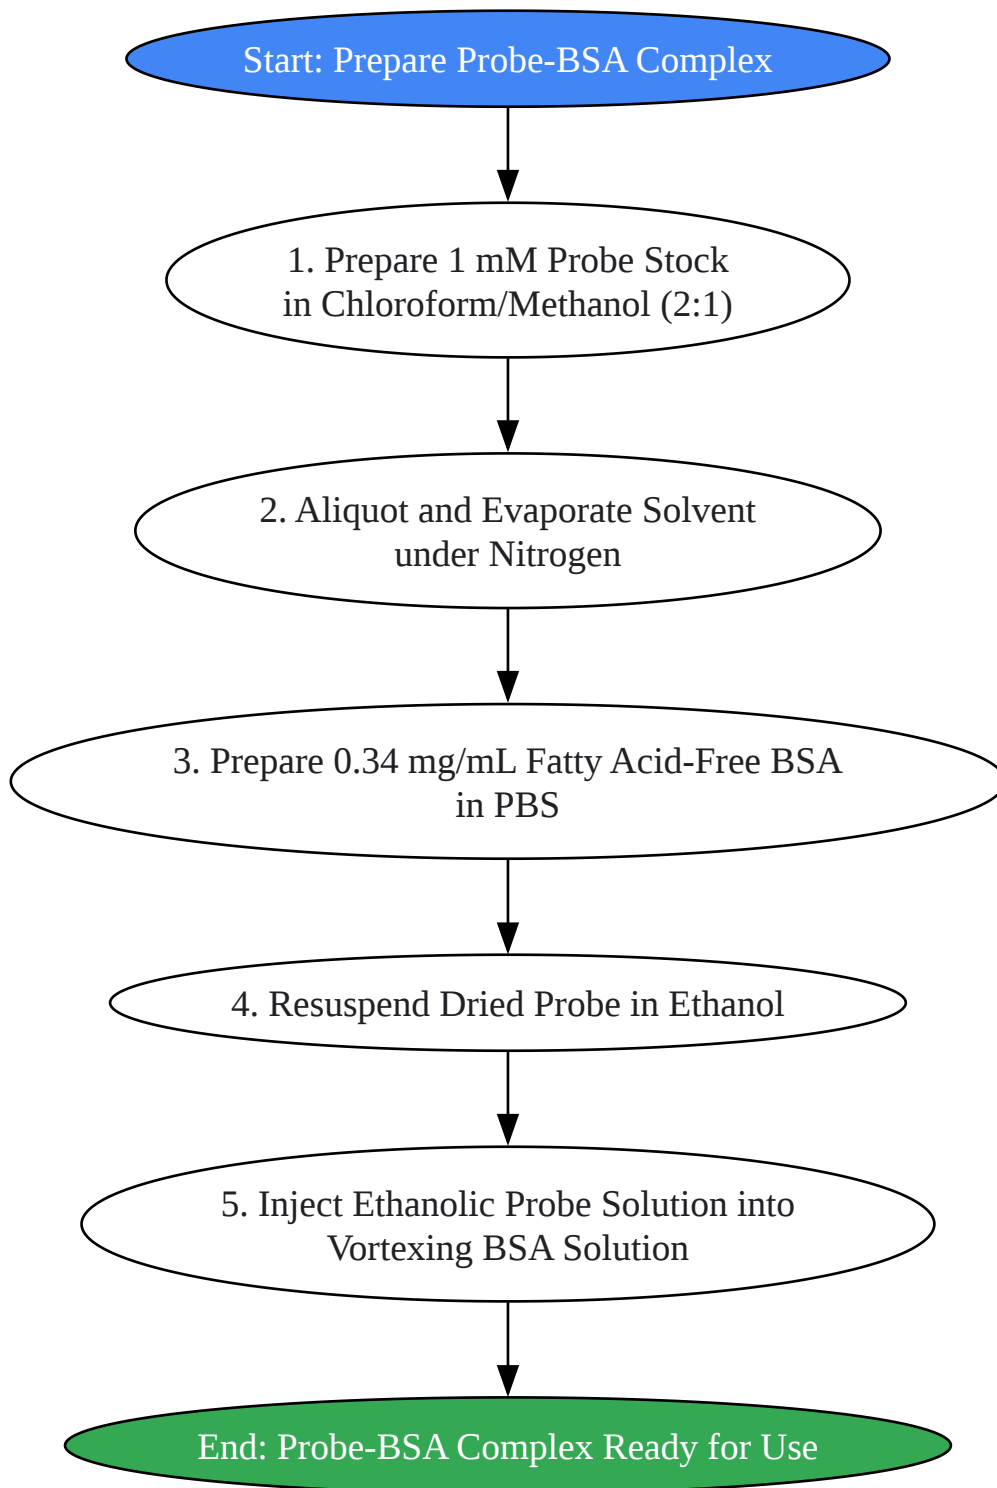 Start: Prepare Probe-BSA Complex
1. Prepare 1 mM Probe Stock
in Chloroform/Methanol (2:1)
2. Aliquot and Evaporate Solvent
under Nitrogen
3. Prepare 0.34 mg/mL Fatty Acid-Free BSA
in PBS
4. Resuspend Dried Probe in Ethanol
5. Inject Ethanolic Probe Solution into
Vortexing BSA Solution
End: Probe-BSA Complex Ready for Use